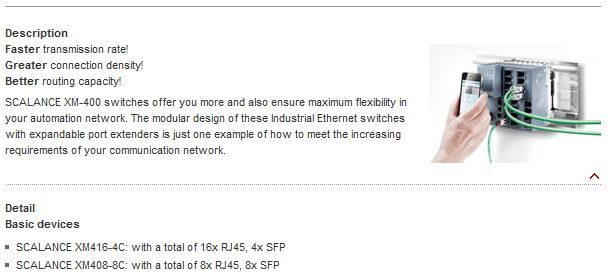 Description
Faster transmission rate!
Greater connection density!
Better routing capacity!
SCALANCE XM-400 switches offer you more and also ensure maximum flexibility in
your automation network. The modular design of these Industrial Ethernet switches
with expandable port extenders is just one example of how to meet the increasing
requirements of your communication network.
Detail
Basic devices
SCALANCE XM416-4C: with a total of 16x RJ45, 4x SFP
SCALANCE XM408-8C: with a total of 8x RJ45, 8x SFP